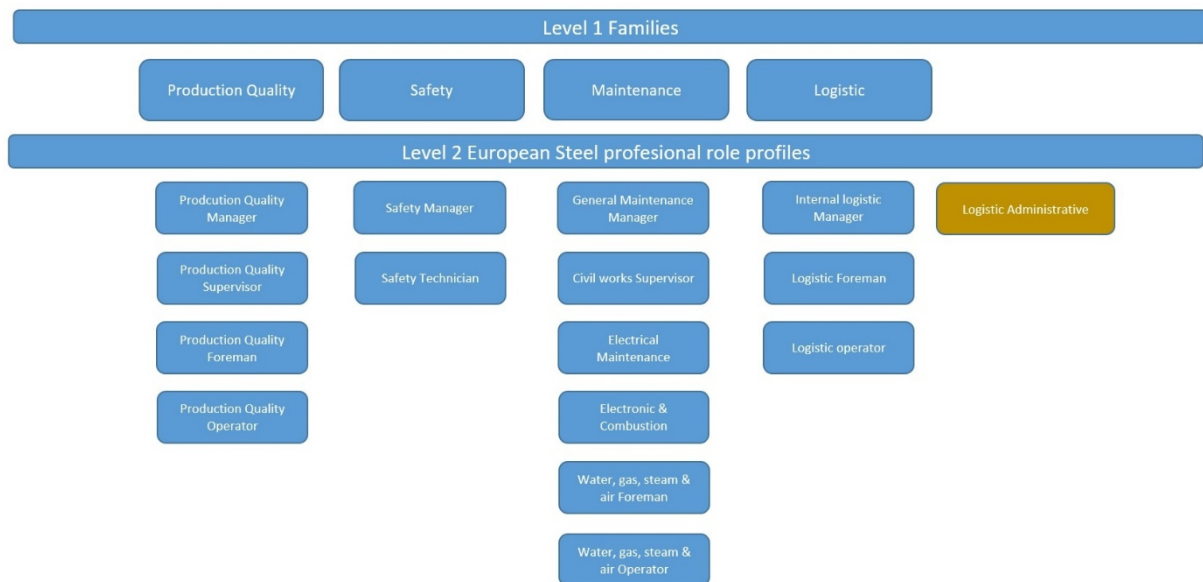 Level 1 Families
Production Quality
Safety
Maintenance
Logistic
Level 2 European Steel profesional role profiles
Prodcution Quality
Manager
Safety Manager
General Maintenance
Manager
Internal logistic
Manager
Logistic Administrative
Production Quality
Supervisor
Safety Technician
Civil works Supervisor
Logistic Foreman
Production Quality
Foreman
Electrical
Maintenance
Logistic operator
Production Quality
Operator
Electronic &
Combustion
Water, gas, steam &
air Foreman
Water, gas, steam &
air Operator